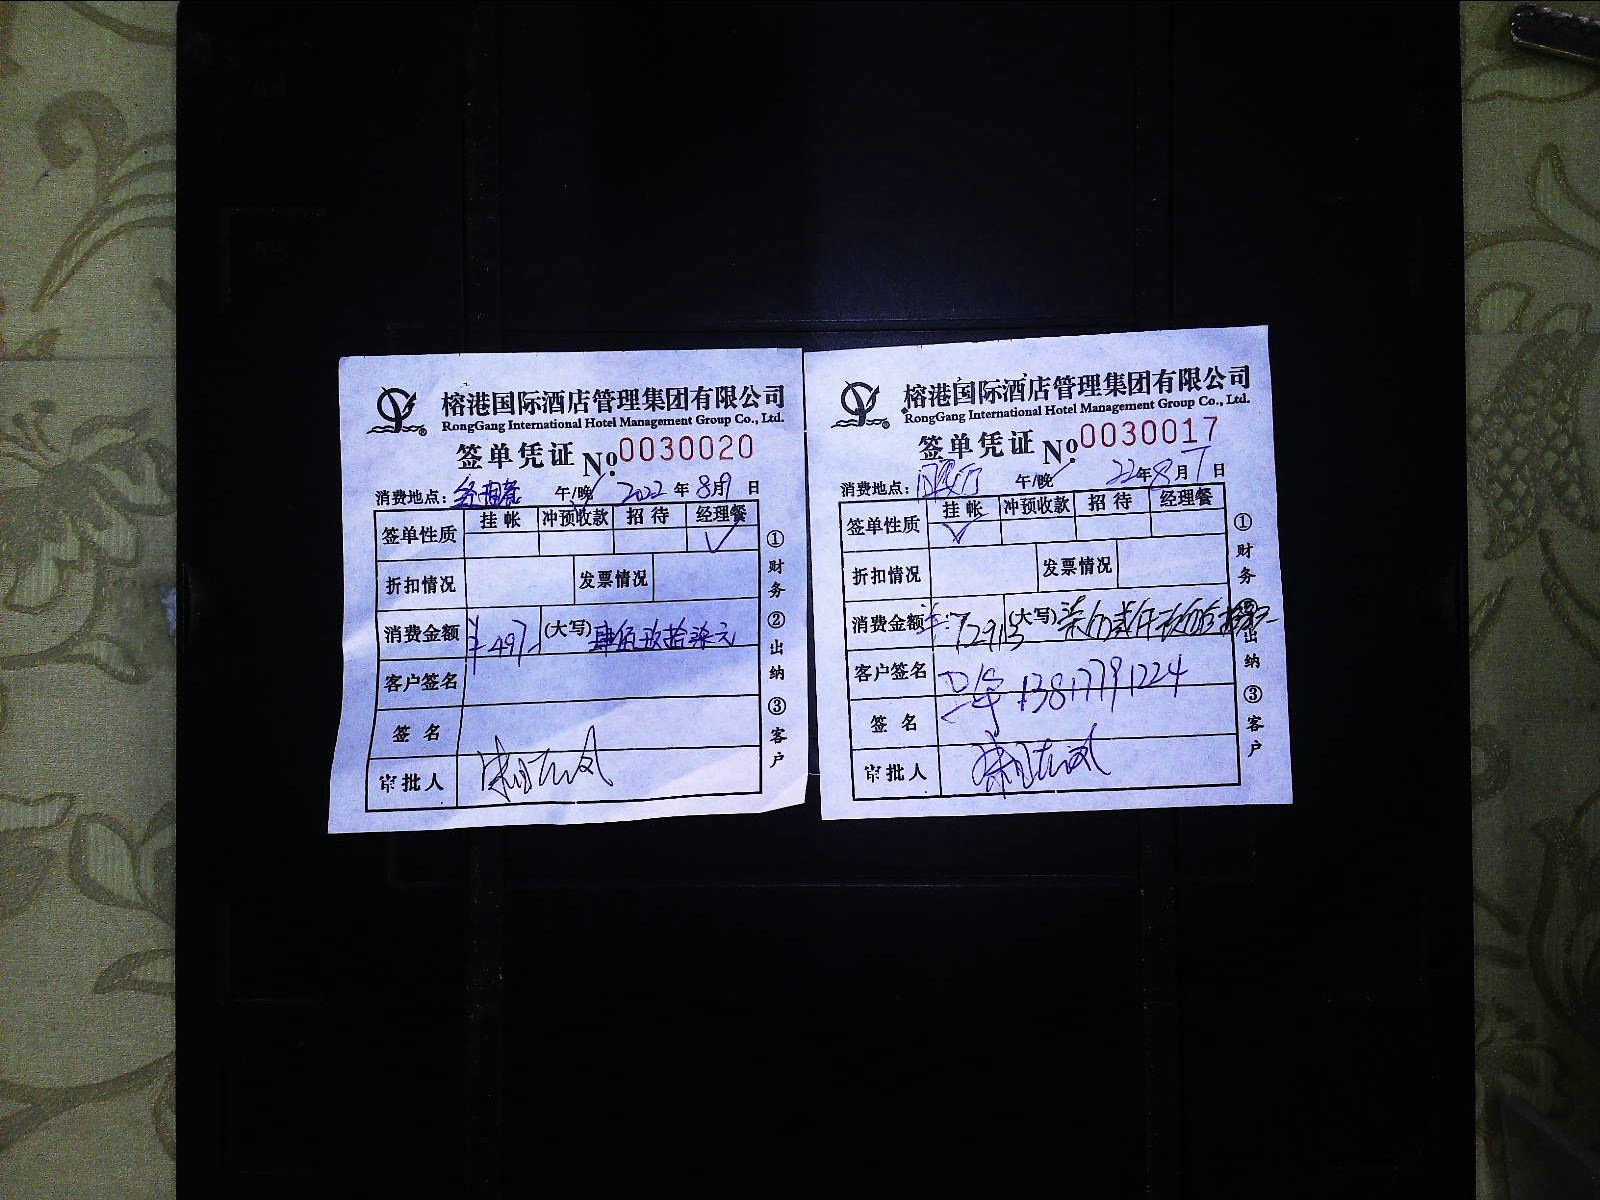 榕港国际酒店管理集团有限公司
RongGang International Hotel Management Group Co., Ltd.
签单凭证 No. 0030020
消费地点: 午/晚 2022 年 8月9 日
签单性质 挂帐 冲预收款 招待 经理餐
折扣情况 发票情况
消费金额 ¥497- (大写) 肆佰玖拾柒元
客户签名
签名
审批人
①财务 ②出纳 ③客户
榕港国际酒店管理集团有限公司
RongGang International Hotel Management Group Co., Ltd.
签单凭证 No. 0030017
消费地点: 午/晚 22年8月7日
签单性质 挂帐 冲预收款 招待 经理餐
折扣情况 发票情况
消费金额 (大写)
客户签名 13817791224
签名
审批人
①财务 ②出纳 ③客户